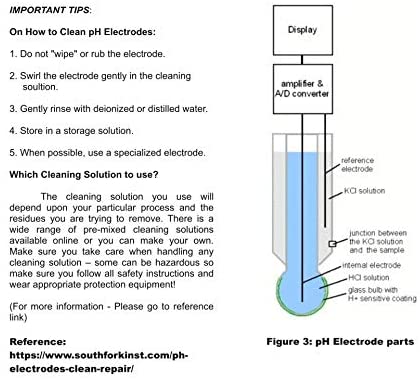 IMPORTANT TIPS:
On How to Clean pH Electrodes:
1. Do not "wipe" or rub the electrode.
2. Swirl the electrode gently in the cleaning
soultion.
3. Gently rinse with deionized or distilled water.
4. Store in a storage solution.
5. When possible, use a specialized electrode.
Which Cleaning Solution to use?
The cleaning solution you use will
depend upon your particular process and the
residues you are trying to remove. There is a
wide range of pre-mixed cleaning solutions
available online or you can make your own.
Make sure you take care when handling any
cleaning solution – some can be hazardous so
make sure you follow all safety instructions and
wear appropriate protection equipment!
(For more information - Please go to reference
link)
Reference:
https://www.southforkinst.com/ph-
electrodes-clean-repair/
Display
amplifier &
A/D converter
reference
electrode
KCl solution
junction between
the KCl solution
and the sample
internal electrode
HCl solution
glass bulb with
H+ sensitive coating
Figure 3: pH Electrode parts